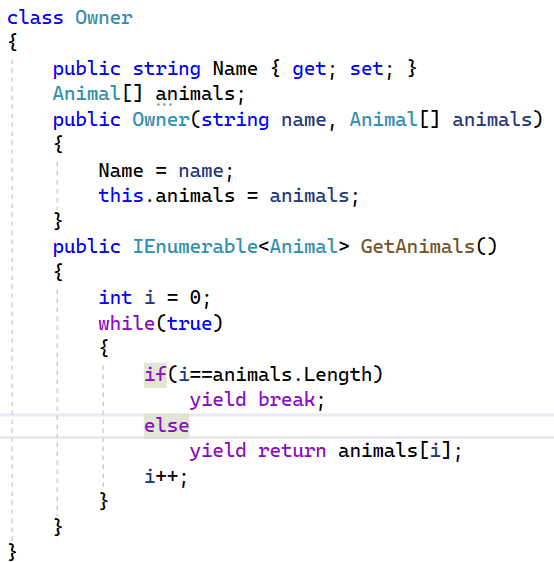 class Owner
{
    public string Name { get; set; }
    Animal[] animals;
    public Owner(string name, Animal[] animals)
    {
        Name = name;
        this.animals = animals;
    }
    public IEnumerable<Animal> GetAnimals()
    {
        int i = 0;
        while(true)
        {
            if(i==animals.Length)
                yield break;
            else
                yield return animals[i];
            i++;
        }
    }
}